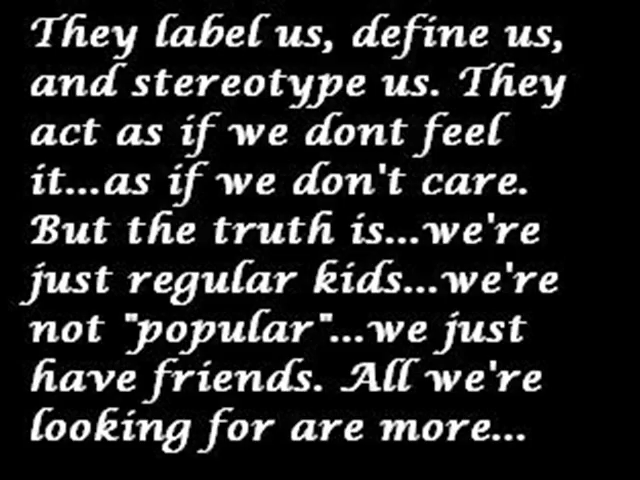 They label us, define us,
and stereotype us. They
act as if we dont feel
it...as if we don't care.
But the truth is...we're
just regular kids...we're
not "popular"...we just
have friends. All we're
looking for are more...